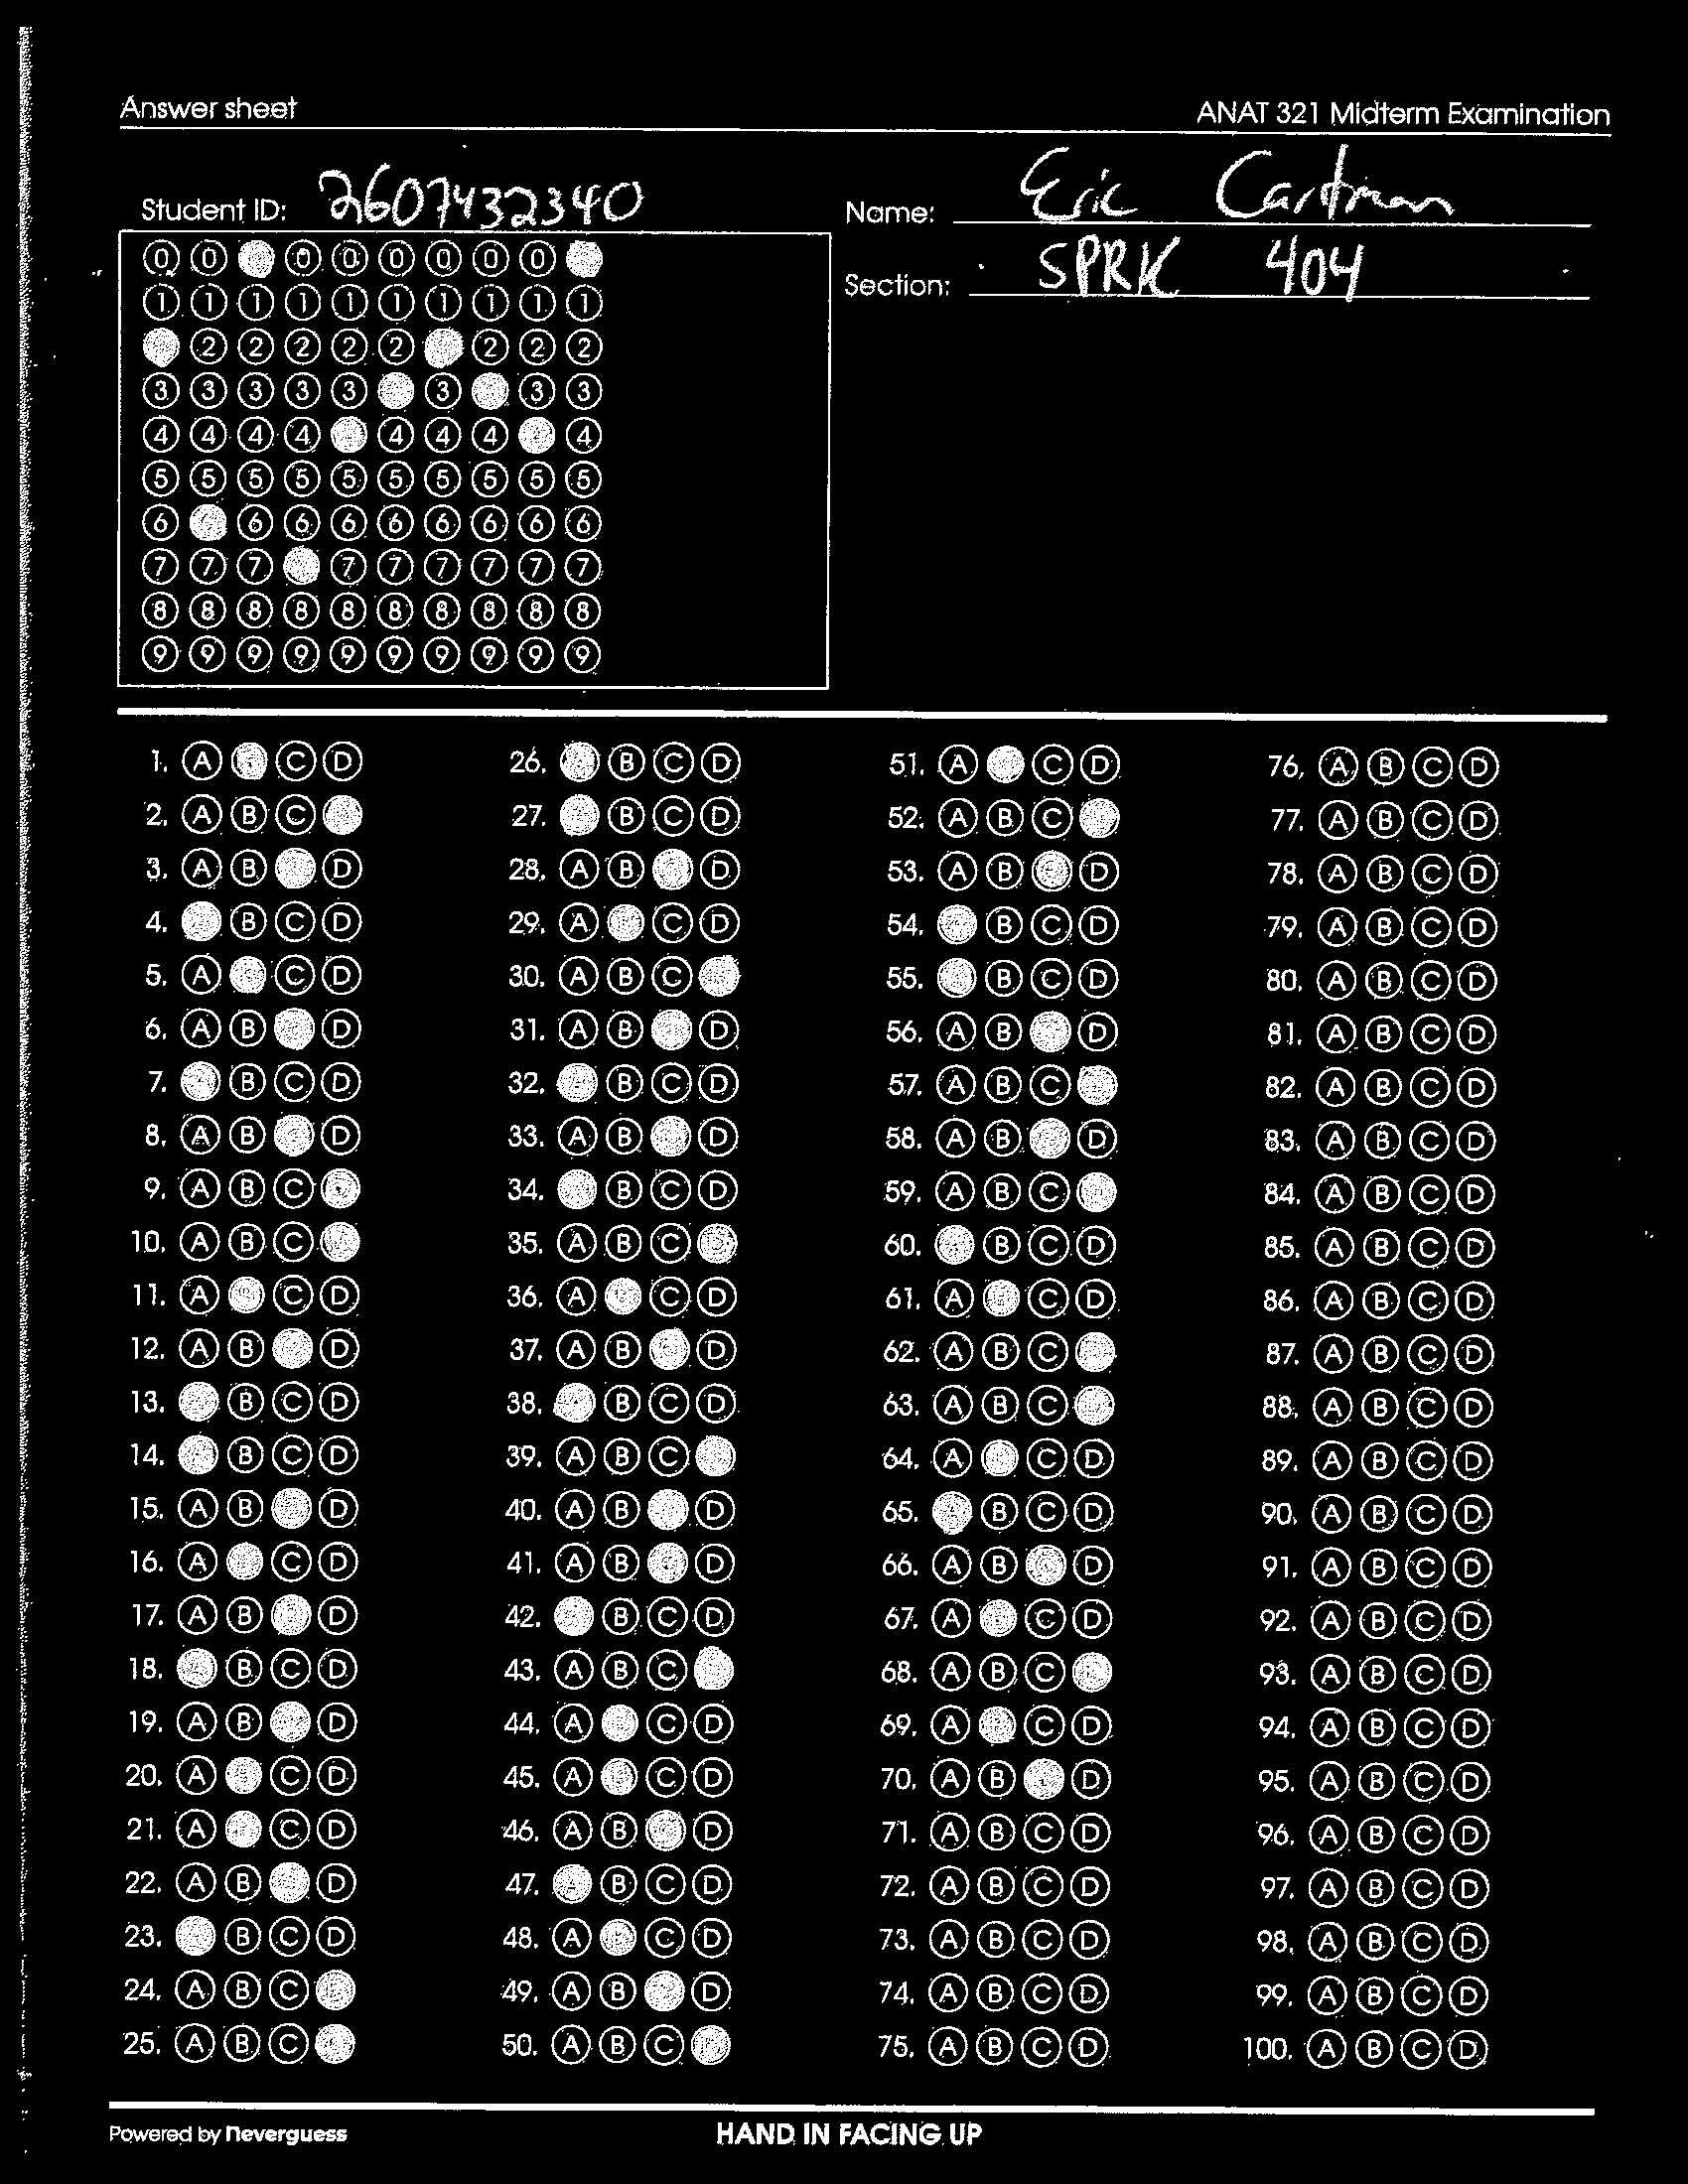 Answer sheet ANAT 321 Midterm Examination
Student ID: 2607432340
Name: Eric Cartman
Section: SPRK 404
0 0 0 0 0 0 0
1 1 1 1 1 1 1 1 1 1
2 2 2 2 2 2 2 2
3 3 3 3 3 3 3 3
4 4 4 4 4 4 4 4 4
5 5 5 5 5 5 5 5 5 5
6 6 6 6 6 6 6 6 6
7 7 7 7 7 7 7 7 7
8 8 8 8 8 8 8 8 8 8
9 9 9 9 9 9 9 9 9 9
1. A C D
2. A B C
3. A B D
4. B C D
5. A C D
6. A B D
7. B C D
8. A B D
9. A B C
10. A B C
11. A C D
12. A B D
13. B C D
14. B C D
15. A B D
16. A C D
17. A B D
18. B C D
19. A B D
20. A C D
21. A C D
22. A B D
23. B C D
24. A B C
25. A B C
26. B C D
27. B C D
28. A B D
29. A C D
30. A B C
31. A B D
32. B C D
33. A B D
34. B C D
35. A B C D
36. A C D
37. A B D
38. B C D
39. A B C
40. A B D
41. A B D
42. B C D
43. A B C
44. A C D
45. A C D
46. A B D
47. A B C D
48. A C D
49. A B D
50. A B C
51. A C D
52. A B C
53. A B D
54. B C D
55. B C D
56. A B D
57. A B C
58. A B D
59. A B C
60. B C D
61. A C D
62. A B C
63. A B C
64. A C D
65. A B C D
66. A B C D
67. A C D
68. A B C
69. A C D
70. A B D
71. A B C D
72. A B C D
73. A B C D
74. A B C D
75. A B C D
76. A B C D
77. A B C D
78. A B C D
79. A B C D
80. A B C D
81. A B C D
82. A B C D
83. A B C D
84. A B C D
85. A B C D
86. A B C D
87. A B C D
88. A B C D
89. A B C D
90. A B C D
91. A B C D
92. A B C D
93. A B C D
94. A B C D
95. A B C D
96. A B C D
97. A B C D
98. A B C D
99. A B C D
100. A B C D
Powered by neverguess HAND IN FACING UP